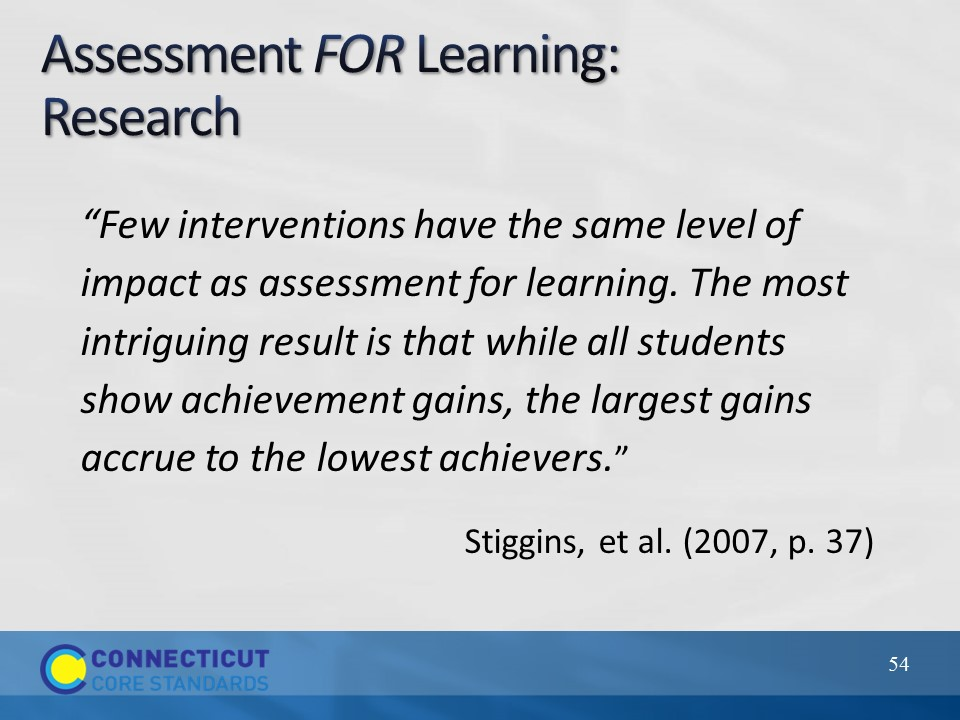 Assessment FOR Learning:
Research
“Few interventions have the same level of
impact as assessment for learning. The most
intriguing result is that while all students
show achievement gains, the largest gains
accrue to the lowest achievers.”
Stiggins, et al. (2007, p. 37)
CONNECTICUT
CORE STANDARDS
54